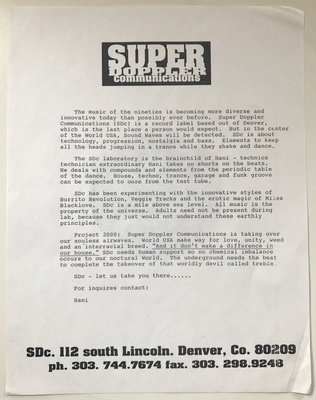 SUPER
DOPPLER
communications
The music of the nineties is becoming more diverse and
innovative today than possibly ever before. Super Doppler
Communications (SDc) is a record label based out of Denver,
which is the last place a person would expect. But in the center
of the World USA, Sound Waves will be detected. SDc is about
technology, progression, nostalgia and bass. Elements to keep
all the heads jumping in a trance while they shake and dance.
The SDc laboratory is the brainchild of Hani - technics
technician extraordinary Hani takes no shorts on the beats.
He deals with compounds and elements from the periodic table
of the dance. House, techno, trance, garage and funk groove
can be expected to ooze from the test tube.
SDC has been experimenting with the innovative styles of
Burrito Revolution, Veggie Tracks and the erotic magic of Miles
Blacklove. SDc is a mile above sea level. All music is the
property of the universe. Adults need not be present during
lab, because they just would not understand these earthly
principles.
Project 2000: Super Doppler Communications is taking over
our souless airwaves. World USA make way for love, unity, weed
and an interracial breed. "And it don't make a difference in
our house." SDc needs human support so no chemical imbalance
occurs to our noctural World. The underground needs the beat
to complete the takeover of that worldly devil called treble.
SDC - let us take you there......
For inquires contact:
Hani
SDc. 112 south Lincoln. Denver, Co. 80209
ph. 303. 744.7674 fax. 303. 298.9248